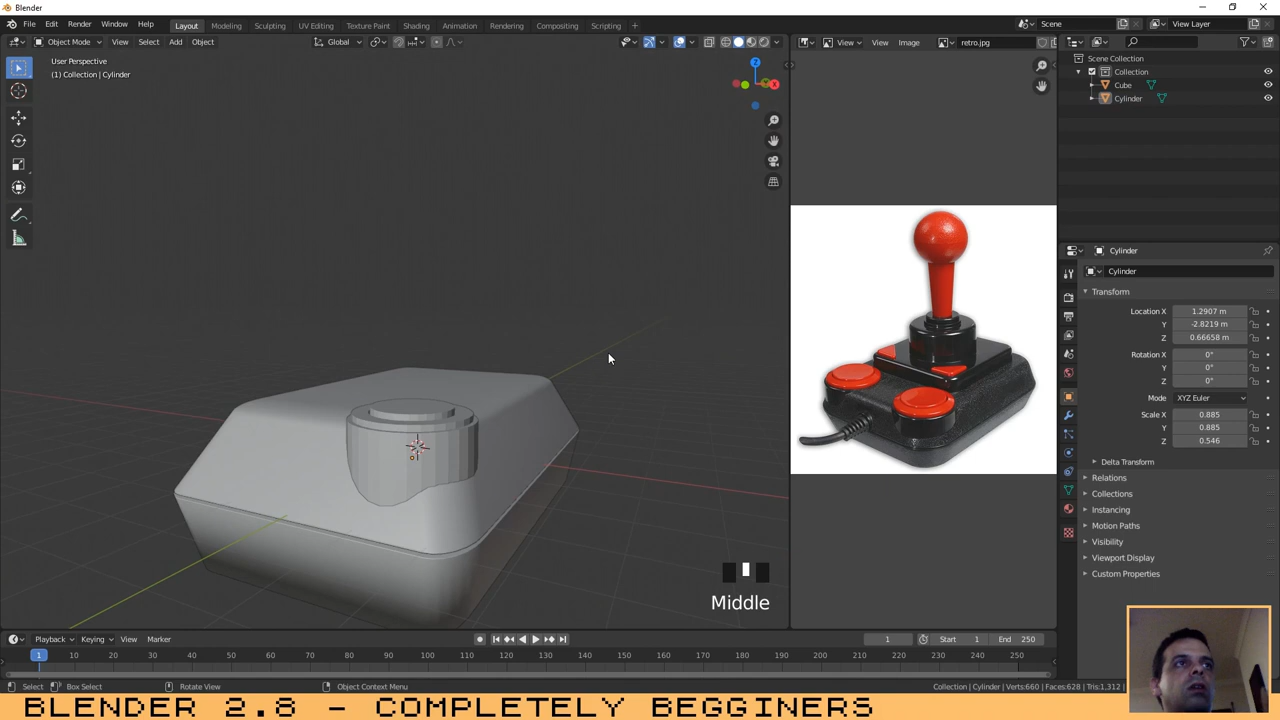 Blender
File Edit Render Window Help Layout Modeling Sculpting UV Editing Texture Paint Shading Animation Rendering Compositing Scripting + Scene View Layer
Object Mode View Select Add Object Global View View Image retro.jpg
User Perspective
(1) Collection | Cylinder
Z
Y
X
Scene Collection
Collection
Cube
Cylinder
Cylinder
Cylinder
Transform
Location X 1.2907 m
Y -2.8219 m
Z 0.66658 m
Rotation X 0°
Y 0°
Z 0°
Mode XYZ Euler
Scale X 0.885
Y 0.885
Z 0.546
Delta Transform
Relations
Collections
Instancing
Motion Paths
Visibility
Viewport Display
Custom Properties
Middle
Playback Keying View Marker 1 Start 1 End 250
1 10 20 30 40 50 60 70 80 90 100 110 120 130 140 150 160 170 180 190 200 210 220 230 240 250
Select Box Select Rotate View Object Context Menu Collection | Cylinder | Verts:660 | Faces:628 | Tris:1,312 |
BLENDER 2.8 - COMPLETELY BEGGINERS